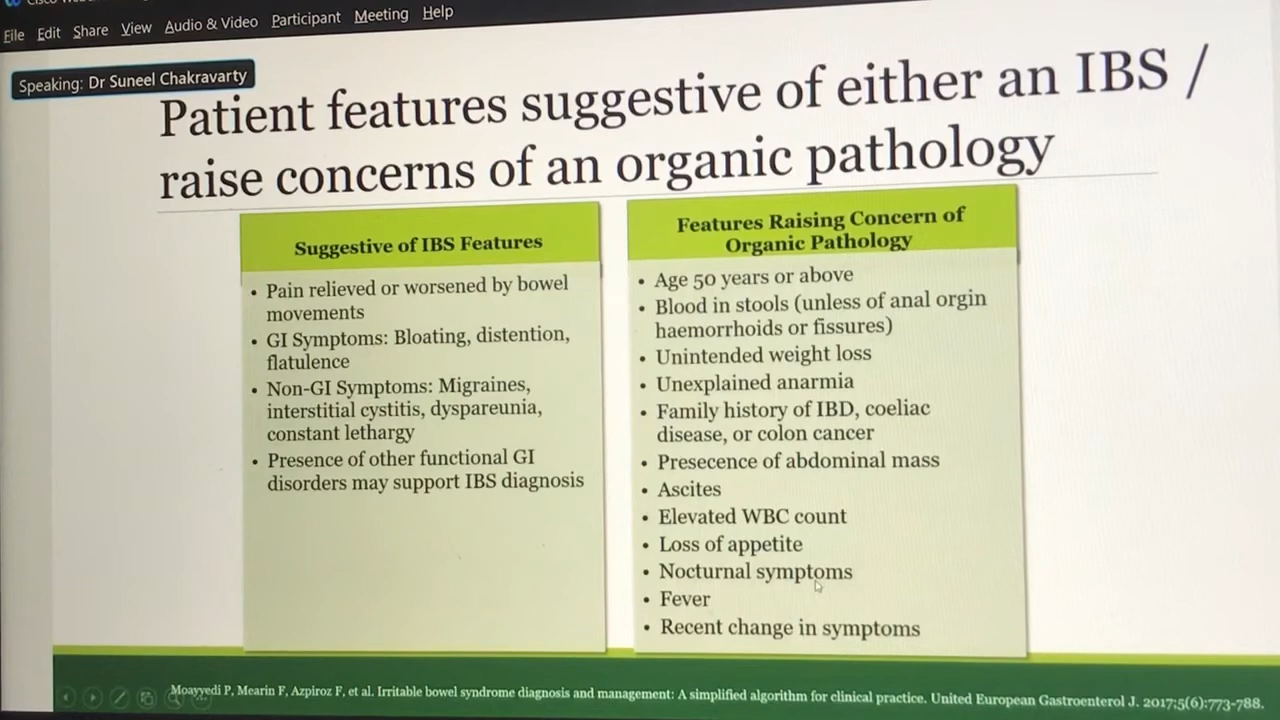 File Edit Share View Audio & Video Participant Meeting Help
Speaking: Dr Suneel Chakravarty
Patient features suggestive of either an IBS /
raise concerns of an organic pathology
Suggestive of IBS Features
• Pain relieved or worsened by bowel
movements
• GI Symptoms: Bloating, distention,
flatulence
• Non-GI Symptoms: Migraines,
interstitial cystitis, dyspareunia,
constant lethargy
• Presence of other functional GI
disorders may support IBS diagnosis
Features Raising Concern of
Organic Pathology
• Age 50 years or above
• Blood in stools (unless of anal orgin
haemorrhoids or fissures)
• Unintended weight loss
• Unexplained anarmia
• Family history of IBD, coeliac
disease, or colon cancer
• Presecence of abdominal mass
• Ascites
• Elevated WBC count
• Loss of appetite
• Nocturnal symptoms
• Fever
• Recent change in symptoms
Moayyedi P, Mearin F, Azpiroz F, et al. Irritable bowel syndrome diagnosis and management: A simplified algorithm for clinical practice. United European Gastroenterol J. 2017;5(6):773-788.